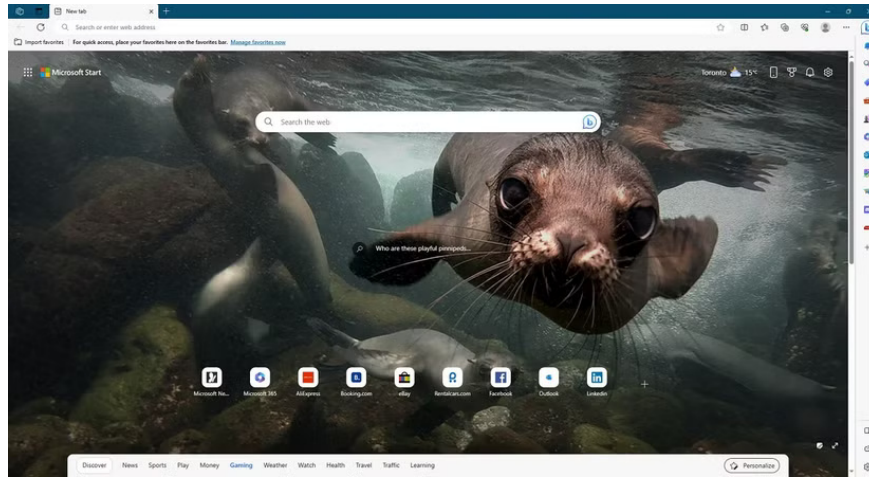 New tab
Search or enter web address
Import favorites For quick access, place your favorites here on the favorites bar. Manage favorites now
Microsoft Start
Toronto 15°C
Search the web
Who are these playful pinnipeds...
Microsoft Ne... Microsoft 365 AliExpress Booking.com eBay Rentalcars.com Facebook Outlook LinkedIn
Discover News Sports Play Money Gaming Weather Watch Health Travel Traffic Learning Personalize